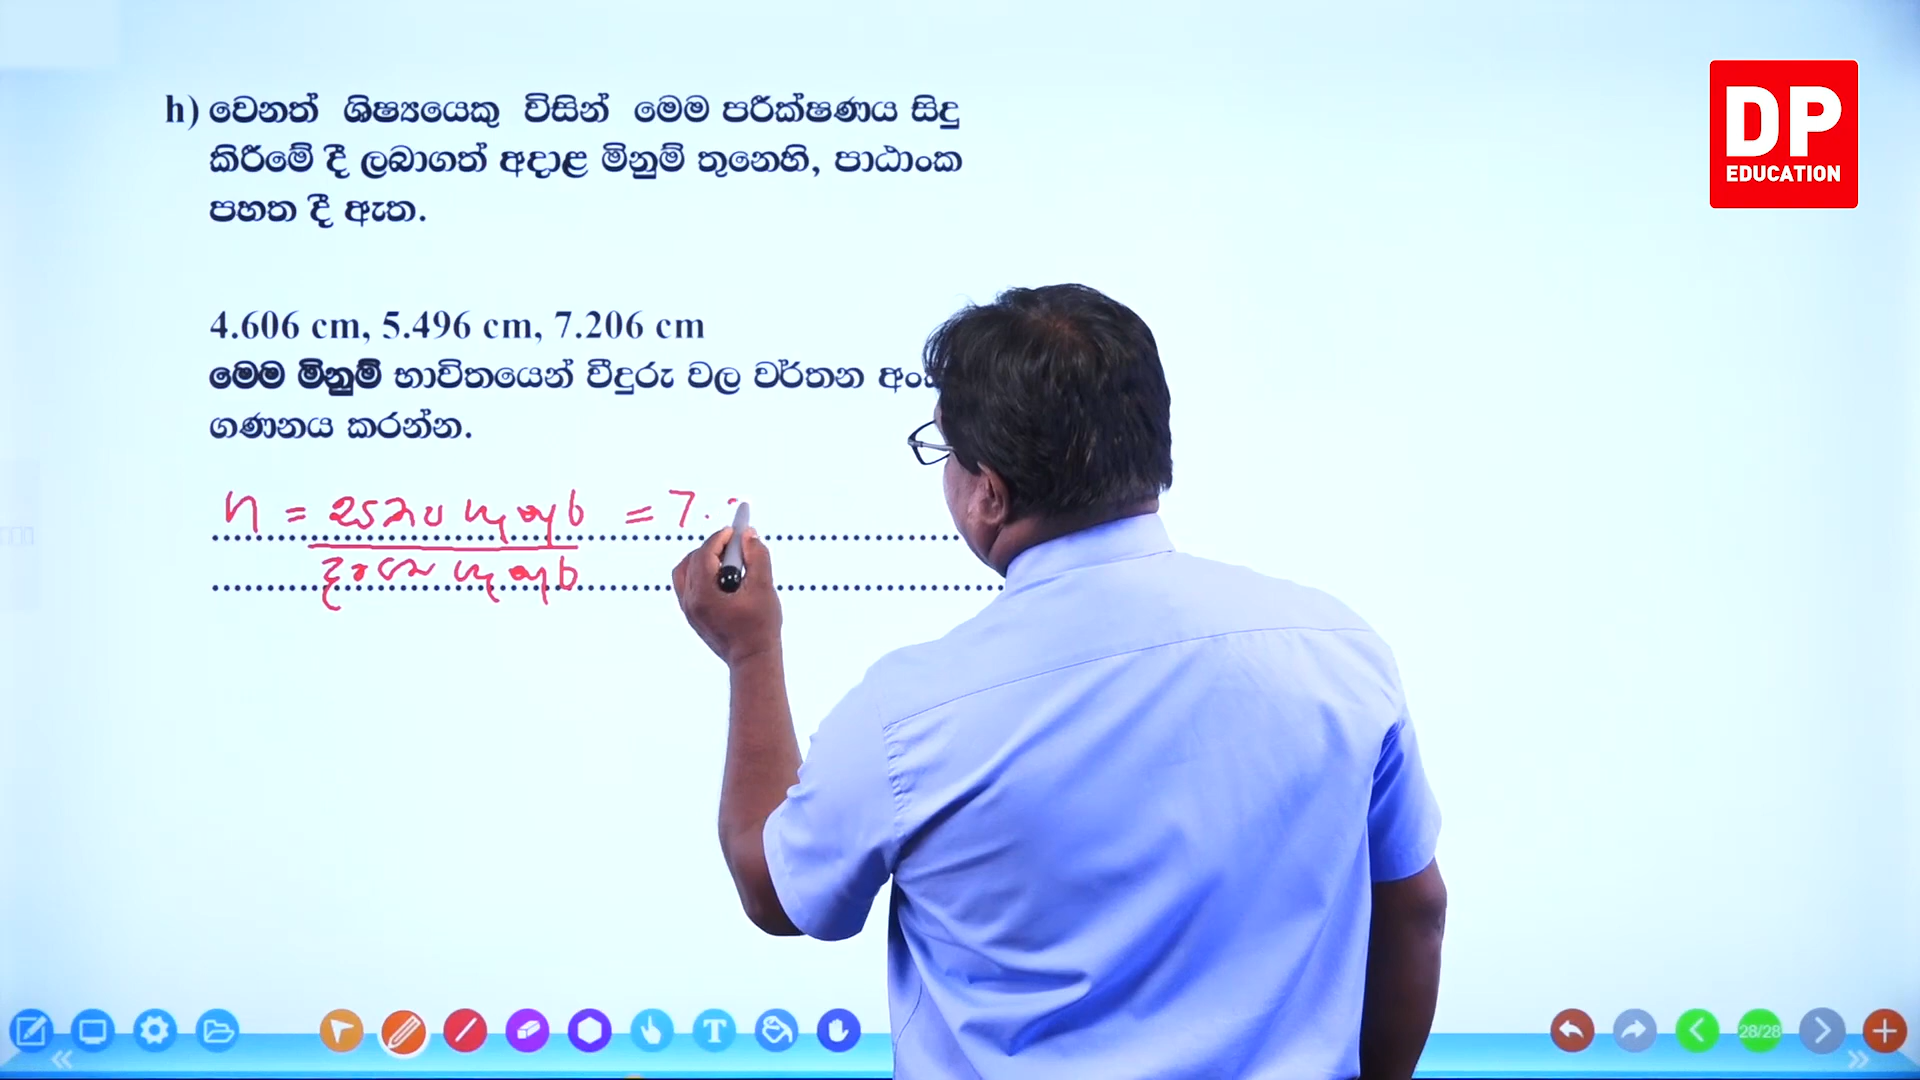 DP
EDUCATION
h) වෙනත් ශිෂ්‍යයෙකු විසින් මෙම පරීක්ෂණය සිදු
කිරීමේ දී ලබාගත් අදාළ මිනුම් තුනෙහි, පාඨාංක
පහත දී ඇත.
4.606 cm, 5.496 cm, 7.206 cm
මෙම මිනුම් භාවිතයෙන් වීදුරු වල වර්තන
ගණනය කරන්න.
n = සත්‍ය ගැඹුර = 7.
දෘශ්‍ය ගැඹුර
28/28